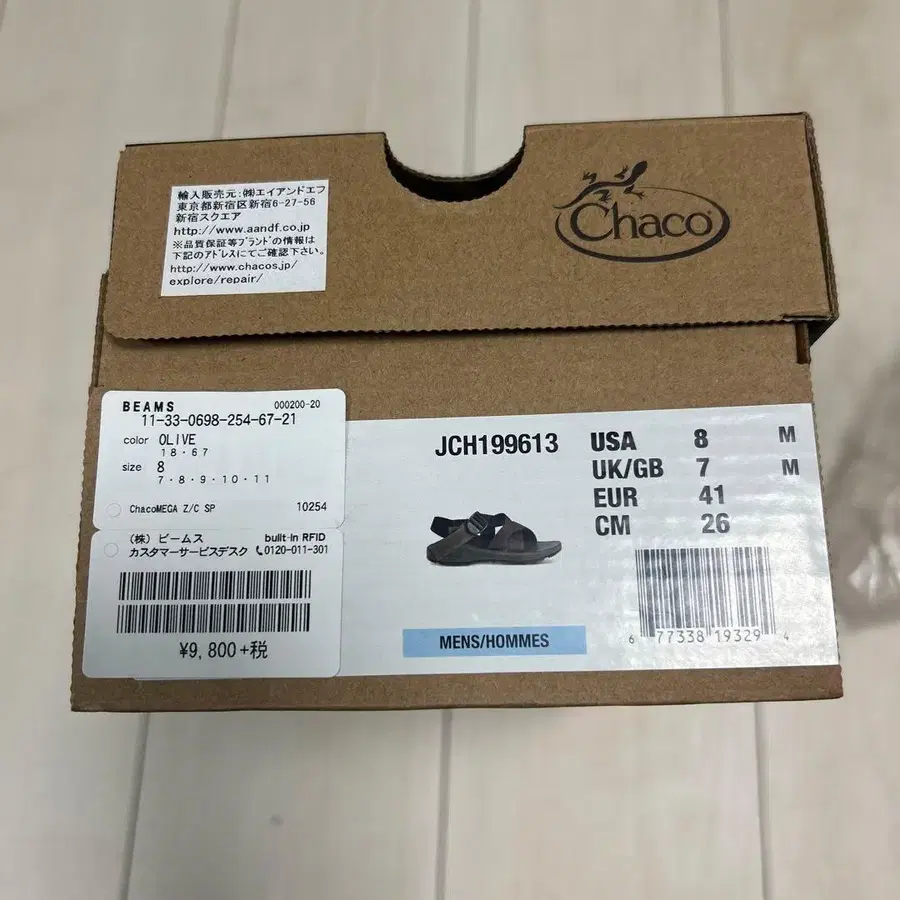 輸入販売元:㈱エイアンドエフ
東京都新宿区新宿6-27-56
新宿スクエア
http://www.aandf.co.jp
※品質保証等ﾌﾞﾗﾝﾄﾞの情報は
下記のアドレスにてご確認下さい。
http://www.chacos.jp/
explore/repair/
Chaco
BEAMS 000200-20
11-33-0698-254-67-21
color OLIVE
18・67
size 8
7・8・9・10・11
ChacoMEGA Z/C SP 10254
(株) ビームス built-in RFID
カスタマーサービスデスク 0120-011-301
¥9,800+税
JCH199613
MENS/HOMMES
USA 8 M
UK/GB 7 M
EUR 41
CM 26
6 77338 19329 4